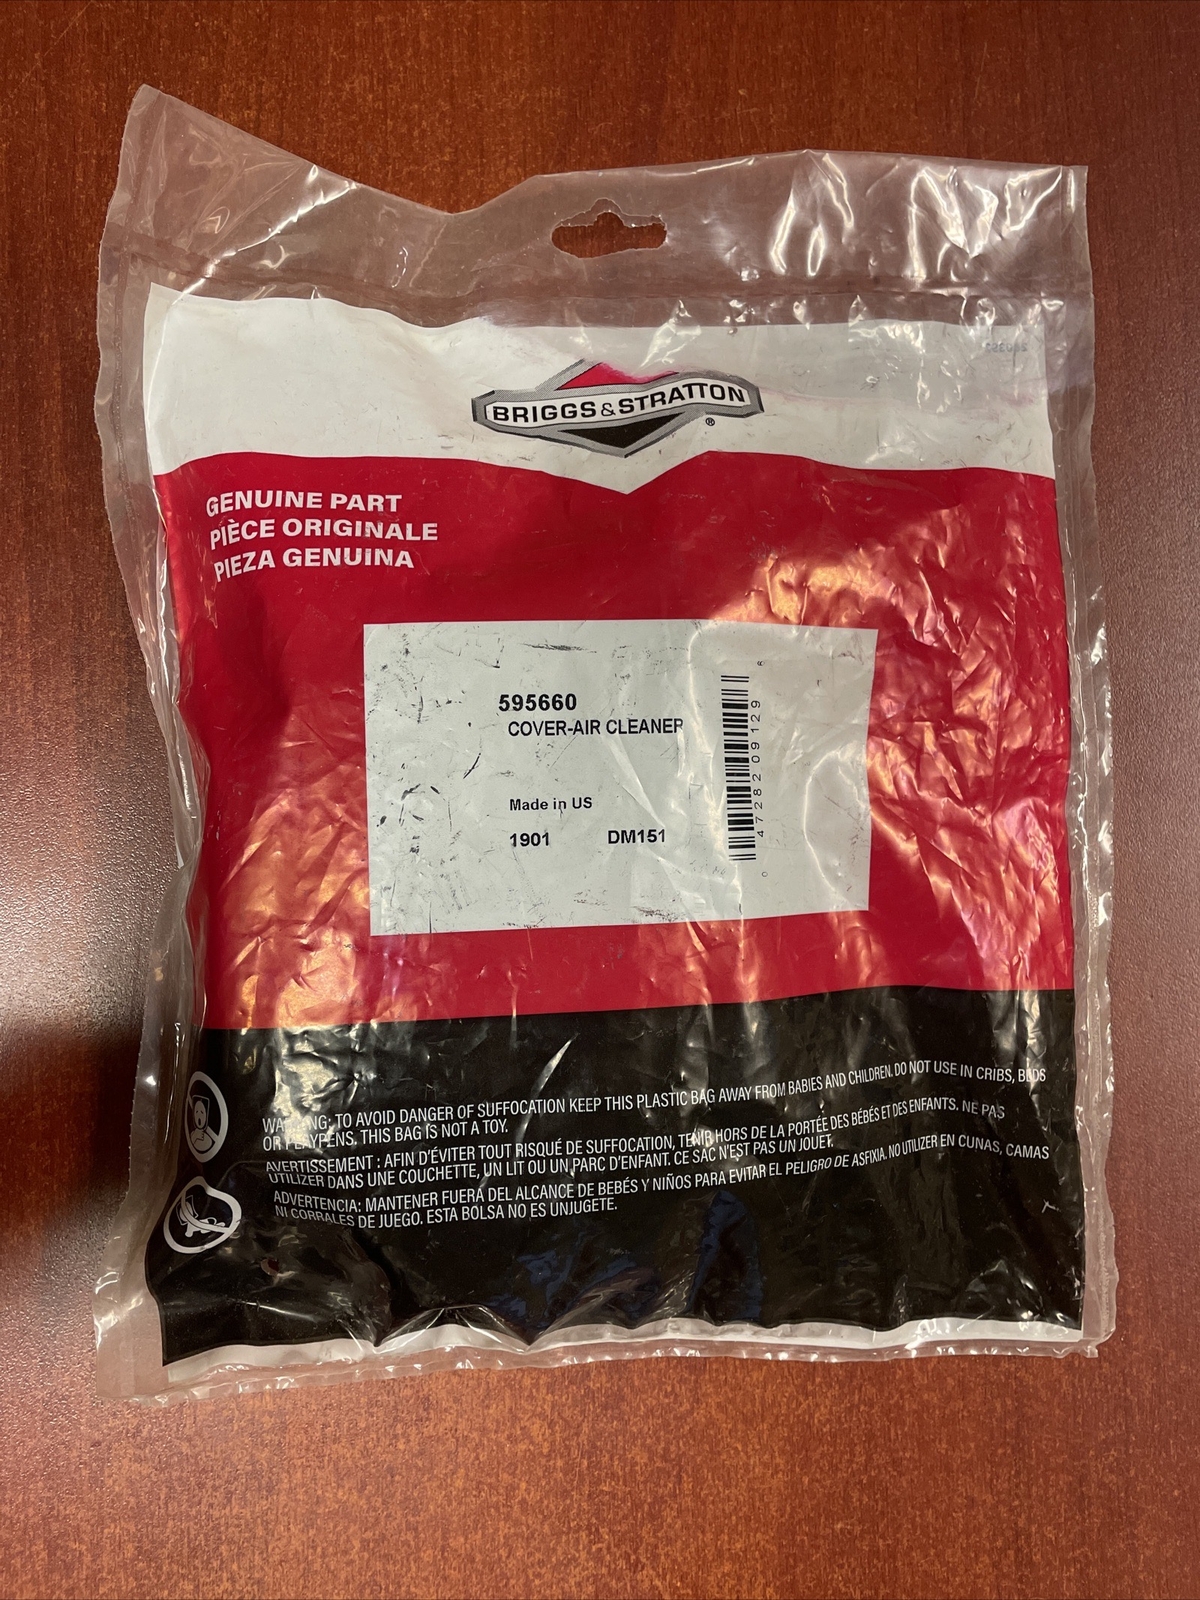 BRIGGS&STRATTON
®
GENUINE PART
PIÈCE ORIGINALE
PIEZA GENUINA
595660
COVER-AIR CLEANER
Made in US
1901 DM151
0 47282 09129 8
WARNING: TO AVOID DANGER OF SUFFOCATION KEEP THIS PLASTIC BAG AWAY FROM BABIES AND CHILDREN. DO NOT USE IN CRIBS, BEDS
OR PLAYPENS. THIS BAG IS NOT A TOY.
AVERTISSEMENT : AFIN D'ÉVITER TOUT RISQUÉ DE SUFFOCATION, TENIR HORS DE LA PORTÉE DES BÉBÉS ET DES ENFANTS. NE PAS
UTILIZER DANS UNE COUCHETTE, UN LIT OU UN PARC D'ENFANT. CE SAC N'EST PAS UN JOUET.
ADVERTENCIA: MANTENER FUERA DEL ALCANCE DE BEBÉS Y NIÑOS PARA EVITAR EL PELIGRO DE ASFIXIA. NO UTILIZER EN CUNAS, CAMAS
NI CORRALES DE JUEGO. ESTA BOLSA NO ES UNJUGETE.